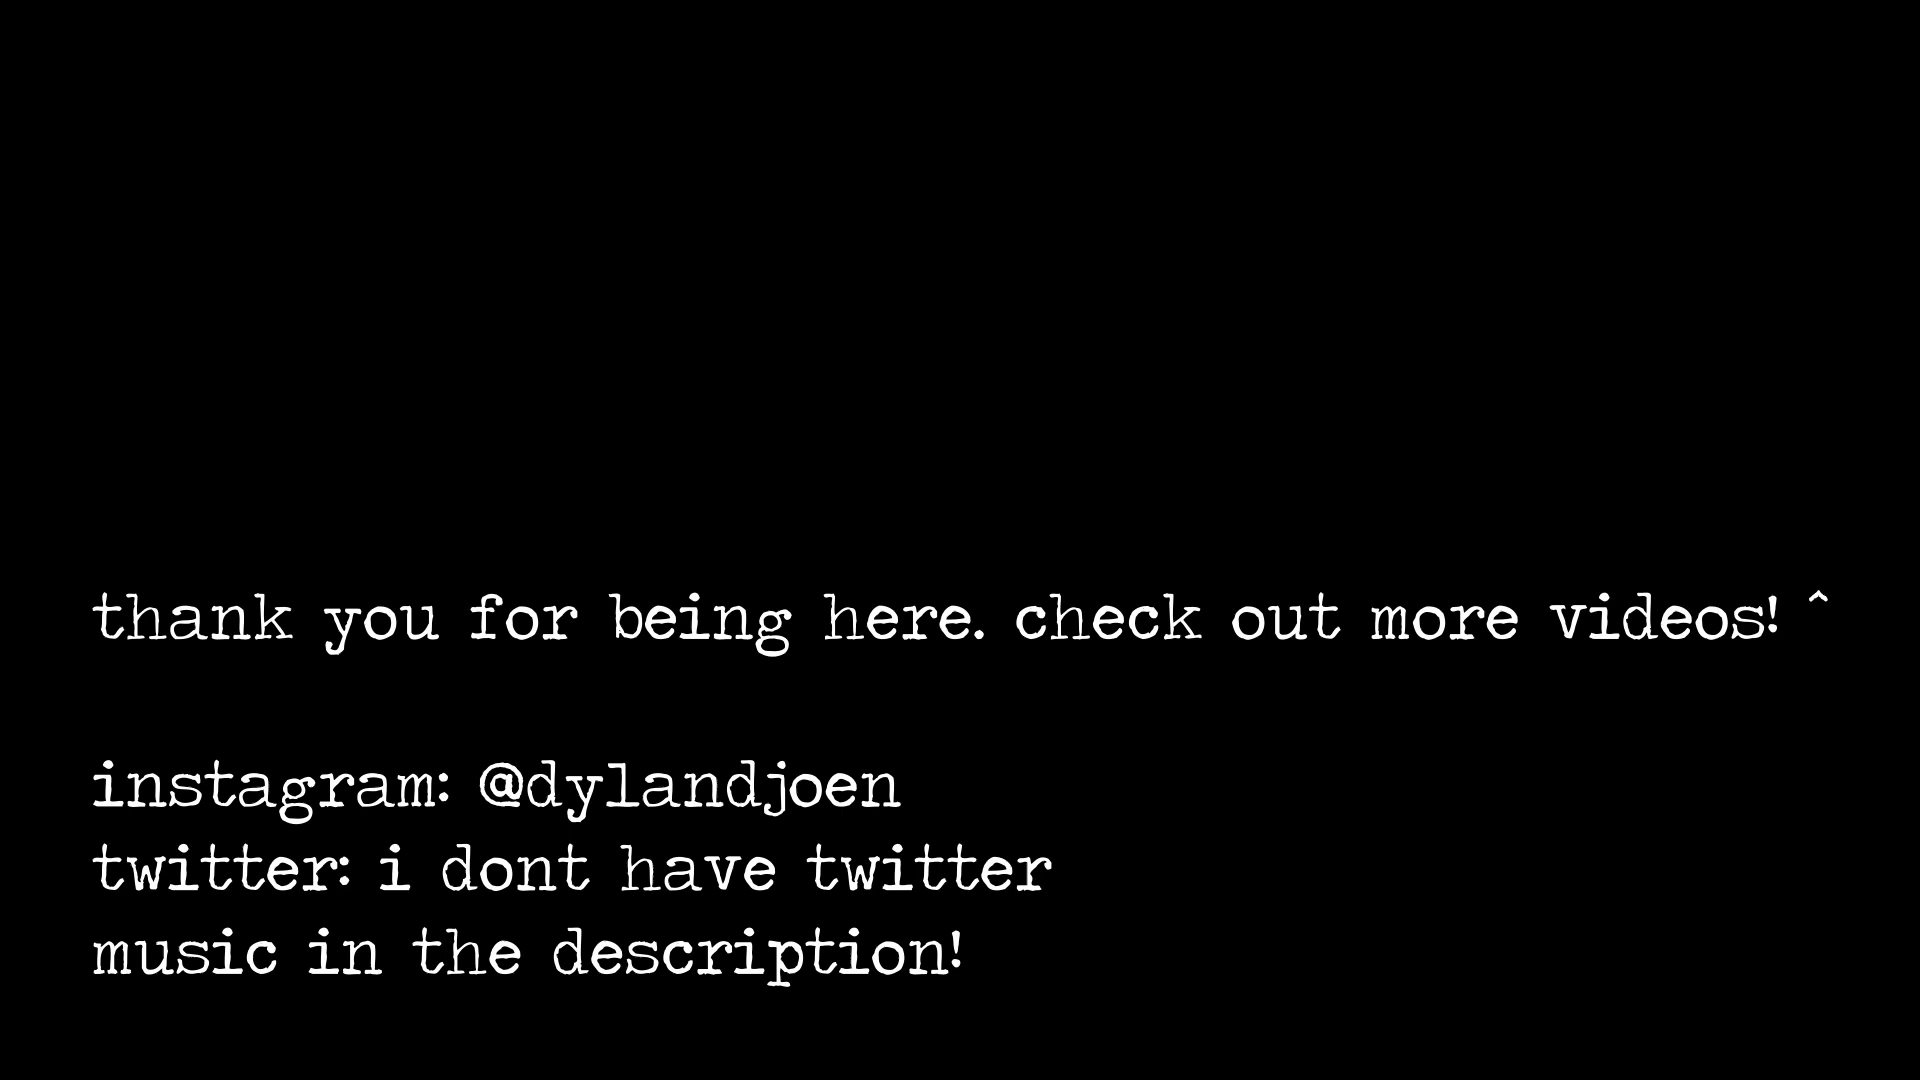 thank you for being here. check out more videos! ^
instagram: @dylandjoen
twitter: i dont have twitter
music in the description!